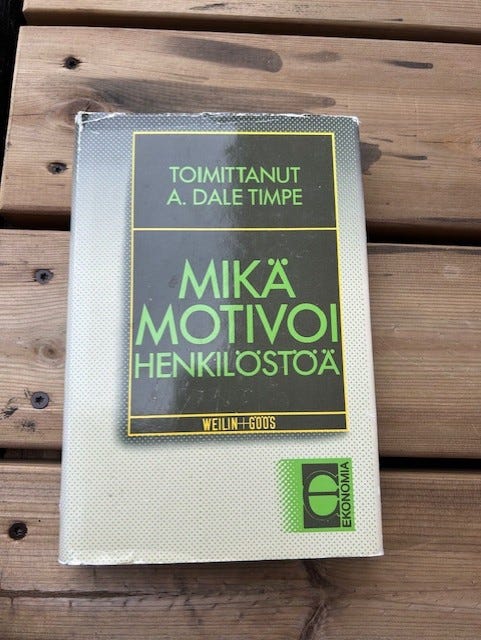 TOIMITTANUT
A. DALE TIMPE
MIKÄ
MOTIVOI
HENKILÖSTÖÄ
WEILIN+GÖÖS
EKONOMIA